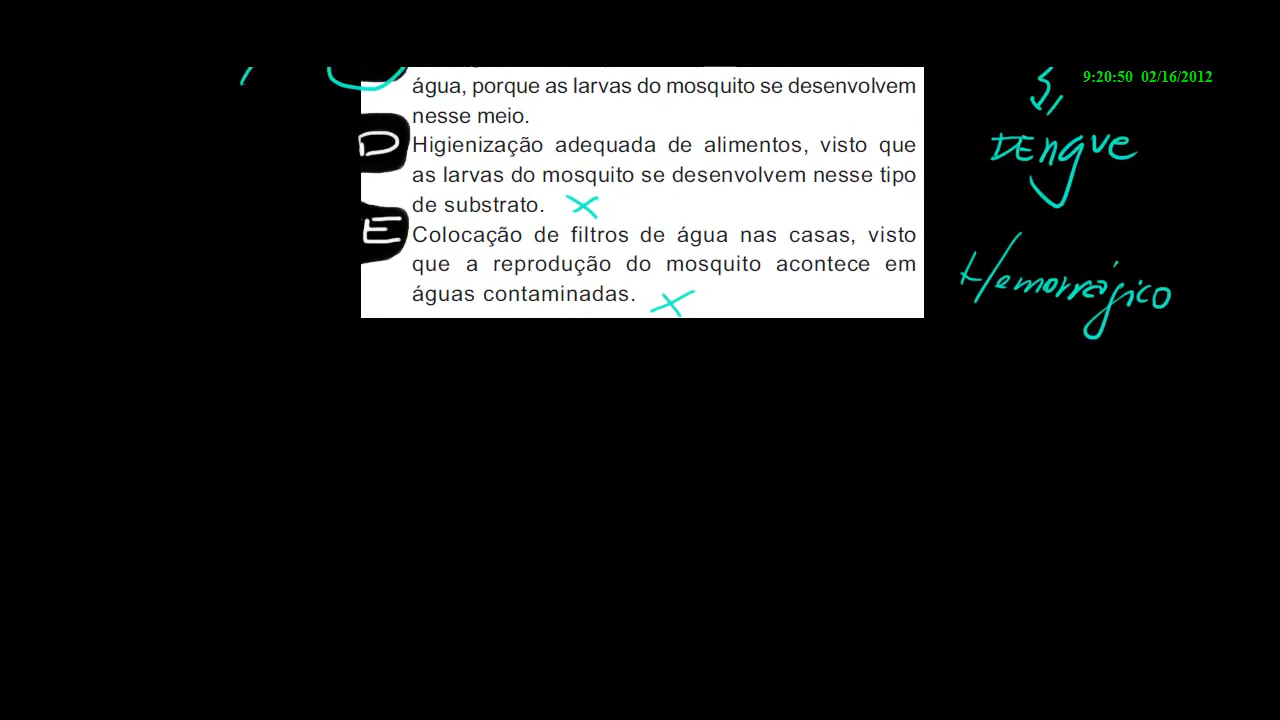 9:20:50 02/16/2012
água, porque as larvas do mosquito se desenvolvem
nesse meio.
D Higienização adequada de alimentos, visto que
as larvas do mosquito se desenvolvem nesse tipo
de substrato.
E Colocação de filtros de água nas casas, visto
que a reprodução do mosquito acontece em
águas contaminadas.
DEngue
Hemorrágico